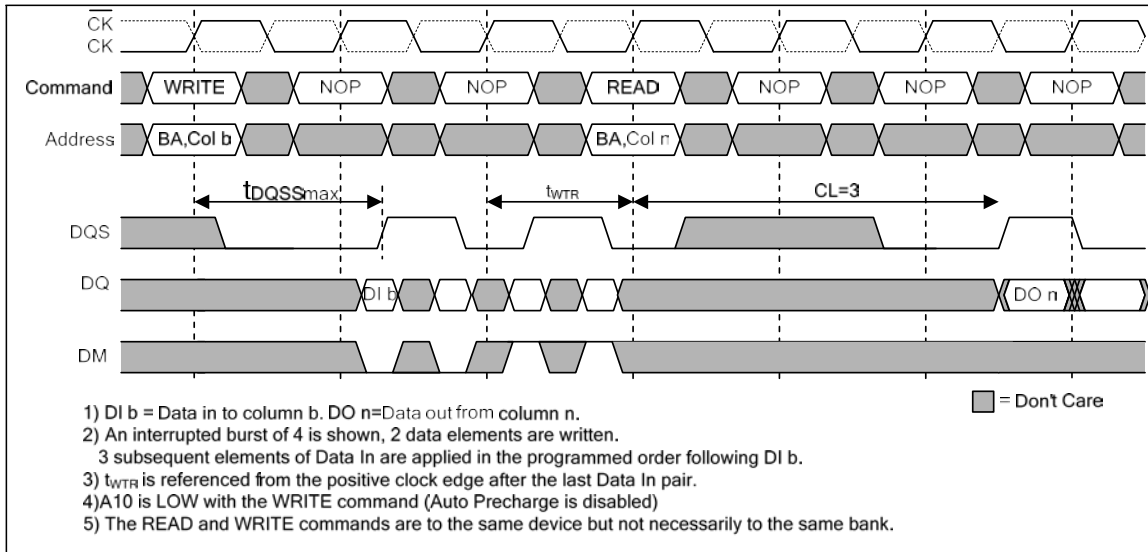 CK
CK
Command WRITE NOP NOP READ NOP NOP NOP
Address BA,Col b BA,Col n
tDQSSmax tWTR CL=3
DQS
DQ DI b DO n
DM
= Don't Care
1) DI b = Data in to column b. DO n=Data out from column n.
2) An interrupted burst of 4 is shown, 2 data elements are written.
3 subsequent elements of Data In are applied in the programmed order following DI b.
3) tWTR is referenced from the positive clock edge after the last Data In pair.
4)A10 is LOW with the WRITE command (Auto Precharge is disabled)
5) The READ and WRITE commands are to the same device but not necessarily to the same bank.